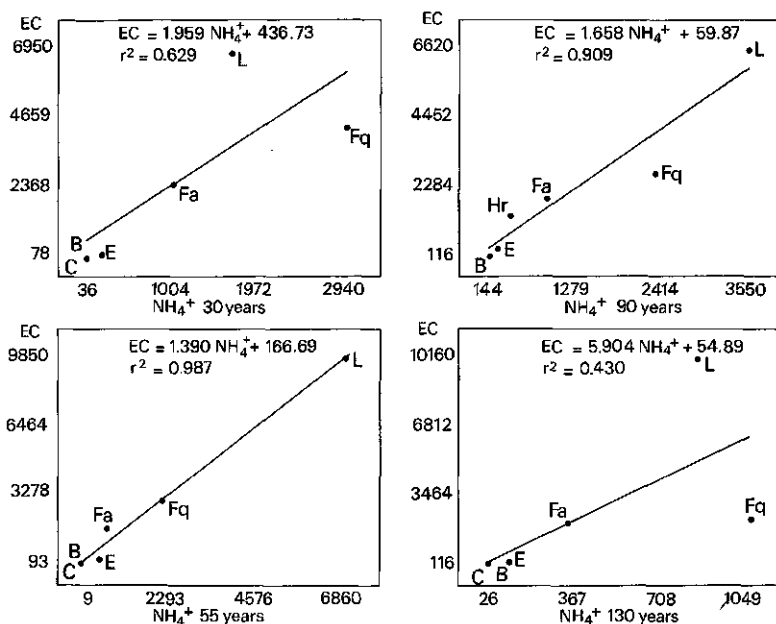 EC
EC = 1.959 NH₄⁺ + 436.73
6950
r² = 0.629
L
4659
Fq
2368
Fa
B
78
C
E
36
1004
1972
2940
NH₄⁺ 30 years
EC
EC = 1.658 NH₄⁺ + 59.87
6620
r² = 0.909
L
4452
2284
Fa
Fq
Hr
116
E
B
144
1279
2414
3550
NH₄⁺ 90 years
EC
EC = 1.390 NH₄⁺ + 166.69
9850
r² = 0.987
L
6464
3278
Fq
Fa
B
93
E
C
9
2293
4576
6860
NH₄⁺ 55 years
EC
EC = 5.904 NH₄⁺ + 54.89
10160
r² = 0.430
L
6812
3464
Fa
Fq
116
E
C
B
26
367
708
1049
NH₄⁺ 130 years